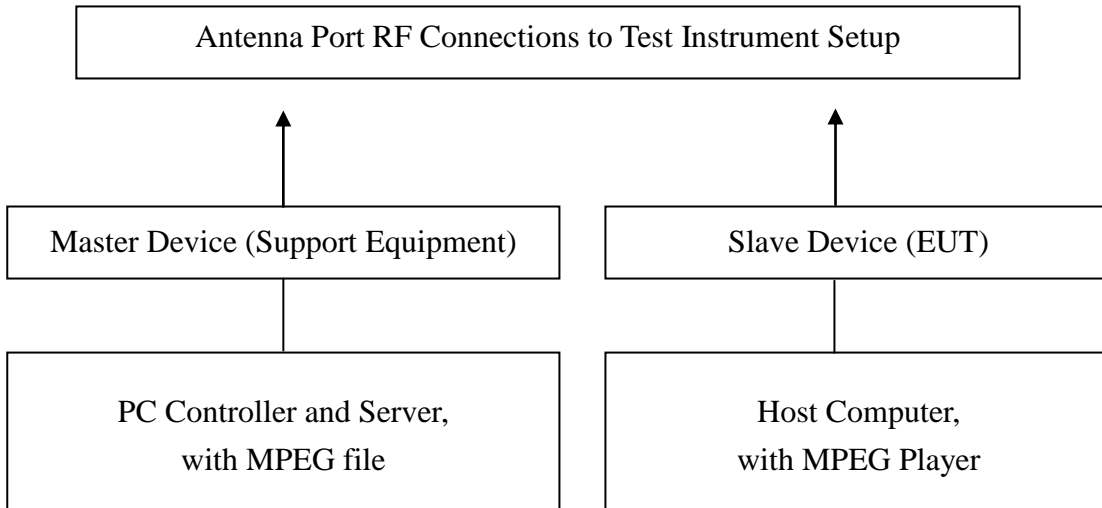 Antenna Port RF Connections to Test Instrument Setup
Master Device (Support Equipment)
Slave Device (EUT)
PC Controller and Server,
with MPEG file
Host Computer,
with MPEG Player